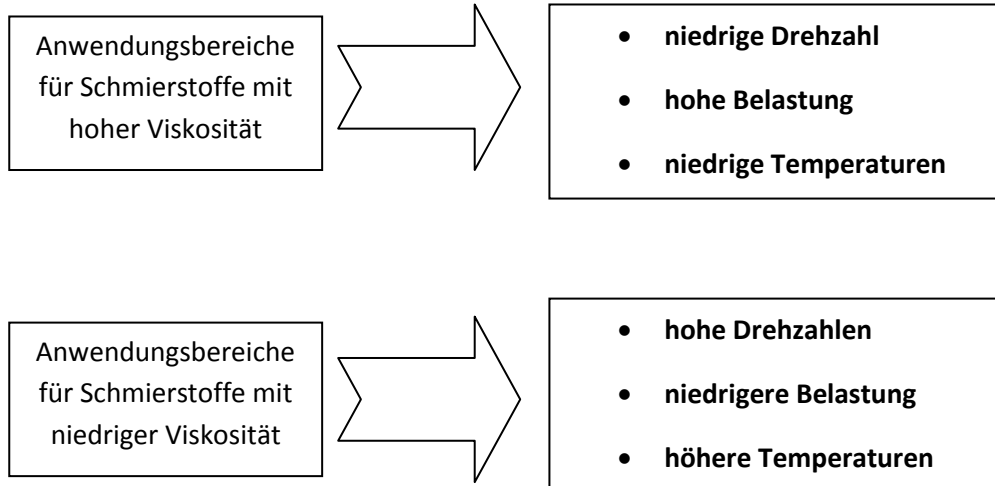 Anwendungsbereiche
für Schmierstoffe mit
hoher Viskosität
• niedrige Drehzahl
• hohe Belastung
• niedrige Temperaturen
Anwendungsbereiche
für Schmierstoffe mit
niedriger Viskosität
• hohe Drehzahlen
• niedrigere Belastung
• höhere Temperaturen